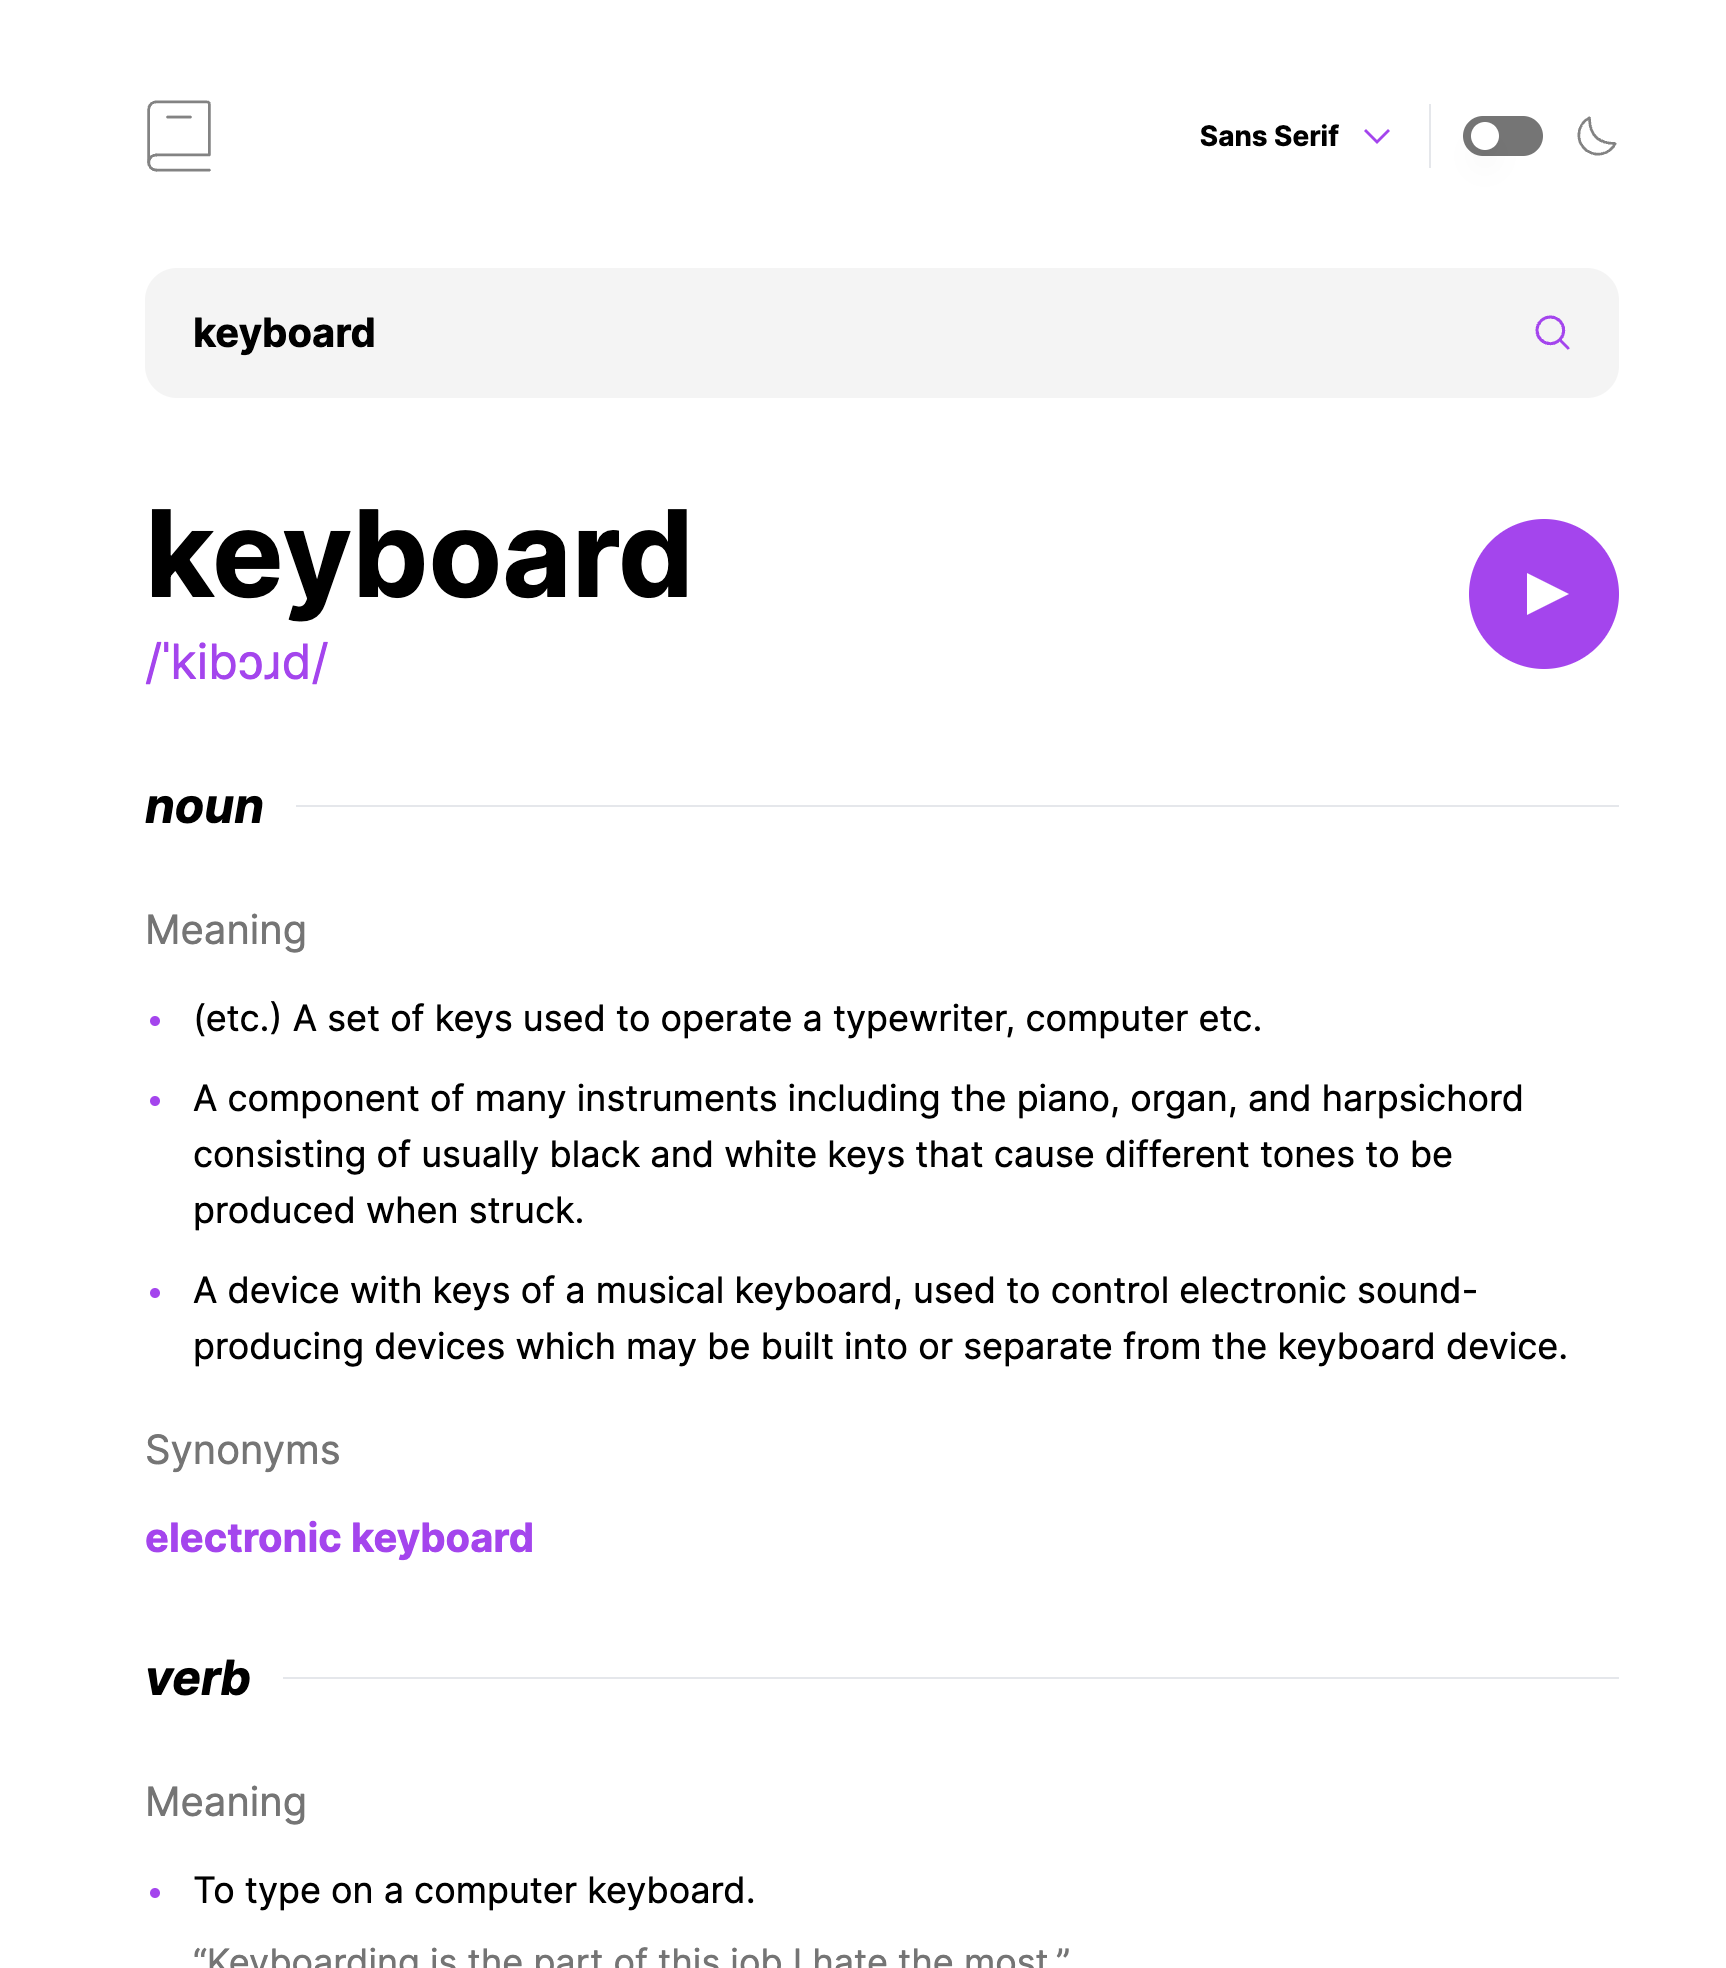 Sans Serif
keyboard
keyboard
/ˈkibɔɹd/
noun
Meaning
(etc.) A set of keys used to operate a typewriter, computer etc.
A component of many instruments including the piano, organ, and harpsichord
consisting of usually black and white keys that cause different tones to be
produced when struck.
A device with keys of a musical keyboard, used to control electronic sound-
producing devices which may be built into or separate from the keyboard device.
Synonyms
electronic keyboard
verb
Meaning
To type on a computer keyboard.
“Keyboarding is the part of this job I hate the most.”